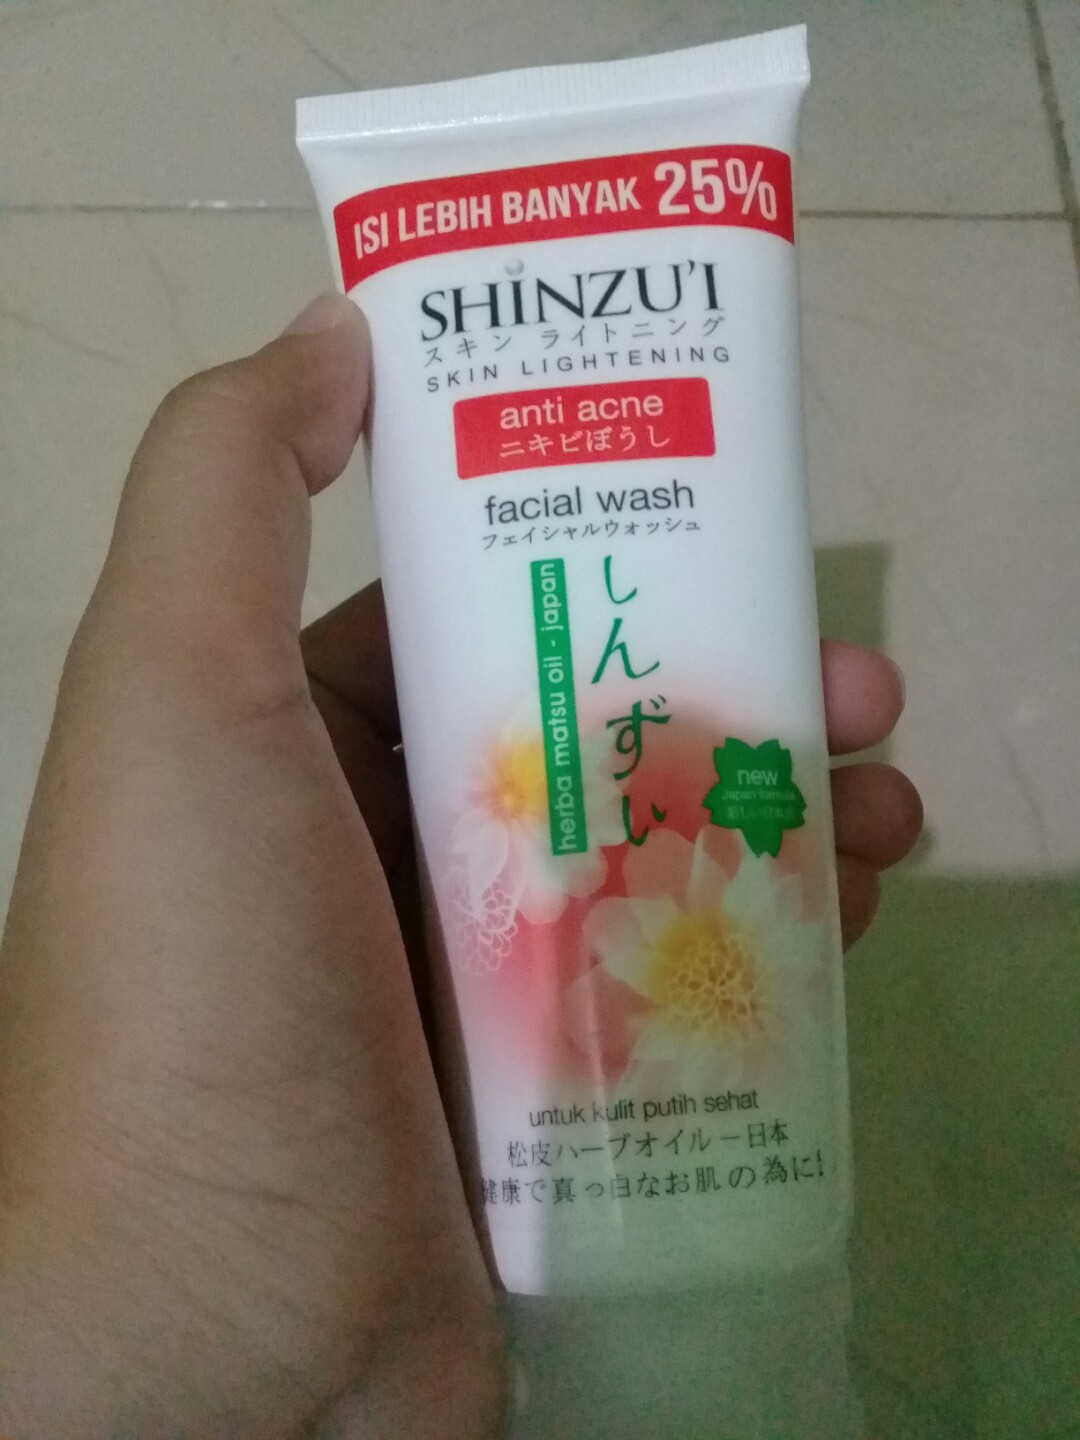 ISI LEBIH BANYAK 25%
SHiNZU'I
スキン ライトニング
SKIN LIGHTENING
anti acne
ニキビぼうし
facial wash
フェイシャルウォッシュ
herba matsu oil - japan
しんずい
new
Japan formula
untuk kulit putih sehat
松皮ハーブオイルー日本
健康で真っ白なお肌の為に!